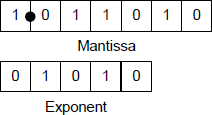 1 0 1 1 0 1 0
Mantissa
0 1 0 1 0
Exponent